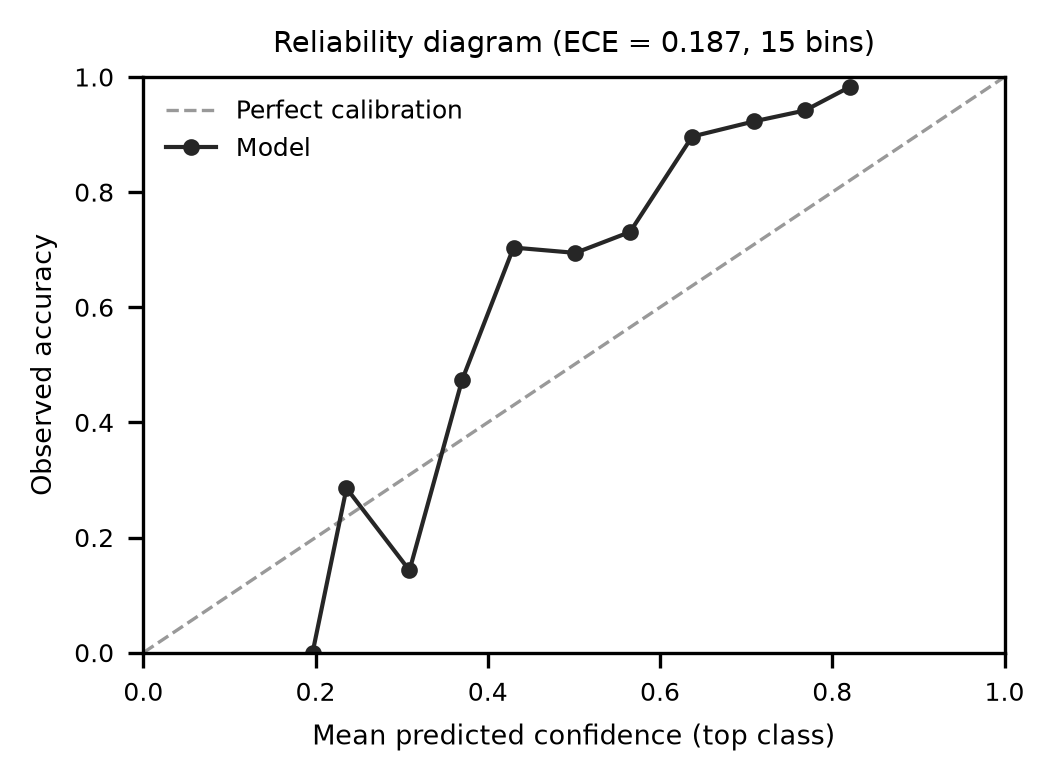 Reliability diagram (ECE = 0.187, 15 bins)
Perfect calibration
Model
1.0
0.8
0.6
0.4
0.2
0.0
Observed accuracy
0.0 0.2 0.4 0.6 0.8 1.0
Mean predicted confidence (top class)